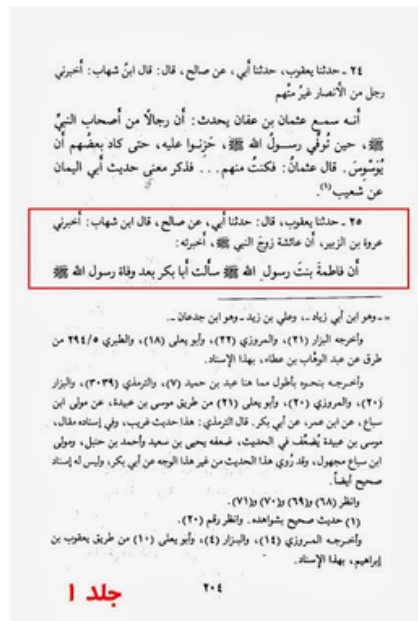 ٢٤ ـ حدثنا يعقوب، حدثنا أبي، عن صالح، قال: قال ابنُ شهاب: أخبرني
رجل من الأنصار غيرُ متَّهم
أنه سمع عثمان بن عفان يحدث: أن رجالًا من أصحاب النبيِّ
ﷺ، حين تُوفِّي رسولُ الله ﷺ، حَزِنوا عليه، حتى كاد بعضُهم أن
يُوَسْوِسَ. قال عثمانُ: فكنتُ منهم... فذكر معنى حديث أبي اليمان
عن شعيب(١).
٢٥ ـ حدثنا يعقوب، قال: حدثنا أبي، عن صالح، قال ابن شهاب: أخبرني
عروة بن الزبير، أن عائشة زوجَ النبي ﷺ، أخبرته:
أن فاطمةَ بنتَ رسول الله ﷺ سألت أبا بكر بعد وفاة رسول الله ﷺ
= ـ وهو ابن أبي زياد ـ، وعلي بن زيد ـ وهو ابن جدعان ـ.
وأخرجه البزار (٢١)، والمروزي (٢٢)، وأبو يعلى (١٨)، والطبري ٢٩٤/٥ من
طرق عن عبد الوهَّاب بن عطاء، بهذا الإسناد.
وأخرجه بنحوه بأطول مما هنا عبد بن حميد (٧)، والترمذي (٣٠٣٩)، والبزار
(٢٠)، والمروزي (٢٠)، وأبو يعلى (٢١) من طريق موسى بن عبيدة، عن مولى ابن
سباع، عن ابن عمر، عن أبي بكر. قال الترمذي: هذا حديث غريب، وفي إسناده مقال،
موسى بن عبيدة يُضعَّف في الحديث، ضعفه يحيى بن سعيد وأحمد بن حنبل، ومولى
ابن سباع مجهول، وقد رُوي هذا الحديث من غير هذا الوجه عن أبي بكر، وليس له إسناد
صحيح أيضاً.
وانظر (٦٨) و(٦٩) و(٧٠) و(٧١).
(١) حديث صحيح بشواهده. وانظر رقم (٢٠).
وأخرجه المروزي (١٤)، والبزار (٤)، وأبو يعلى (١٠) من طريق يعقوب بن
إبراهيم، بهذا الإسناد.
٢٠٤
جلد ١